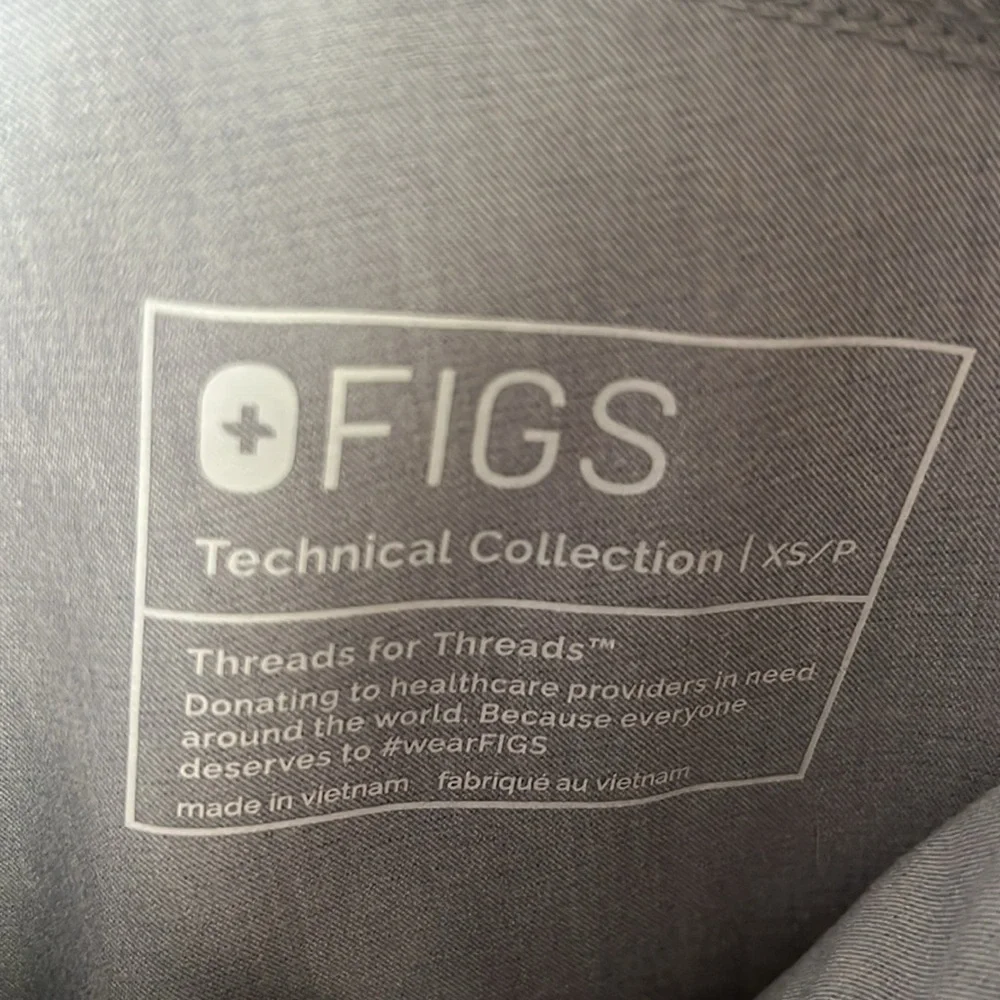 FIGS
Technical Collection | XS/P
Threads for Threads™
Donating to healthcare providers in need
around the world. Because everyone
deserves to #wearFIGS
made in vietnam fabriqué au vietnam